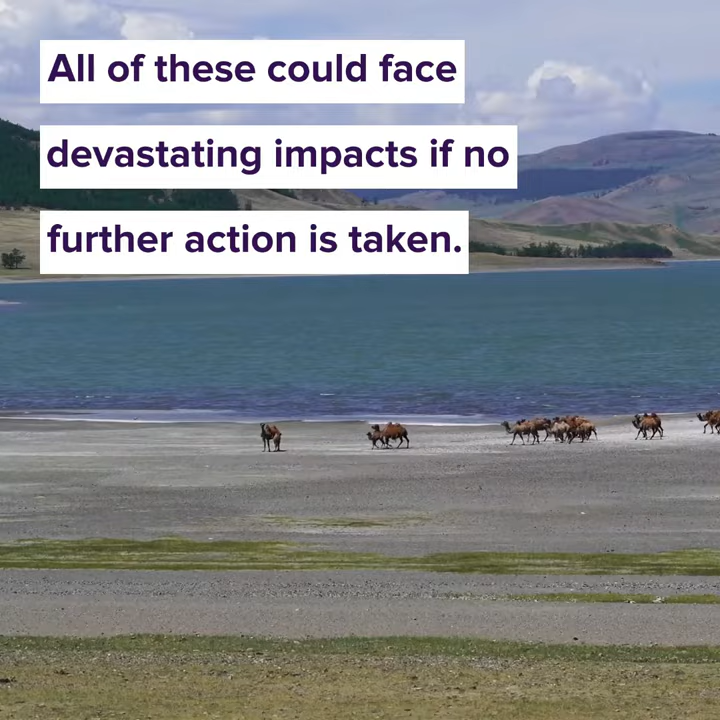 All of these could face
devastating impacts if no
further action is taken.